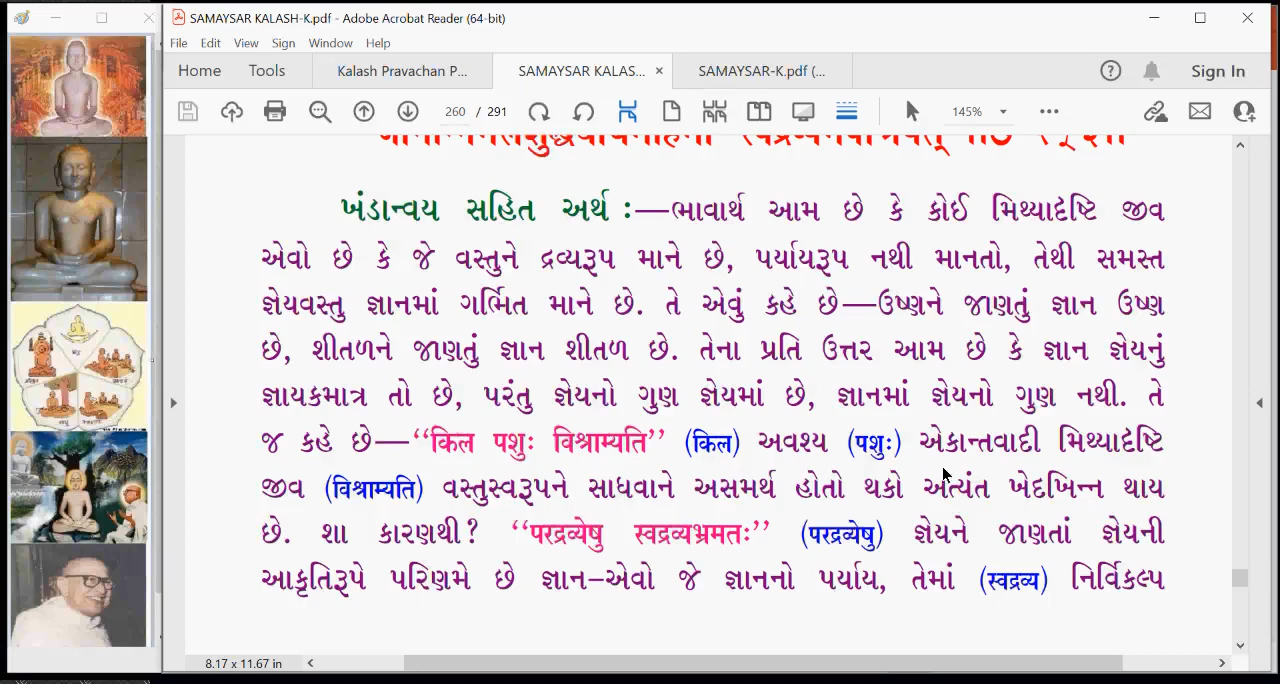 SAMAYSAR KALASH-K.pdf - Adobe Acrobat Reader (64-bit)
File Edit View Sign Window Help
Home Tools Kalash Pravachan P... SAMAYSAR KALAS... × SAMAYSAR-K.pdf (... Sign In
260 / 291 145%
ખંડાન્વય સહિત અર્થ :—ભાવાર્થ આમ છે કે કોઈ મિથ્યાદૃષ્ટિ જીવ
એવો છે કે જે વસ્તુને દ્રવ્યરૂપ માને છે, પર્યાયરૂપ નથી માનતો, તેથી સમસ્ત
જ્ઞેયવસ્તુ જ્ઞાનમાં ગર્ભિત માને છે. તે એવું કહે છે—ઉષ્ણને જાણતું જ્ઞાન ઉષ્ણ
છે, શીતળને જાણતું જ્ઞાન શીતળ છે. તેના પ્રતિ ઉત્તર આમ છે કે જ્ઞાન જ્ઞેયનું
જ્ઞાયકમાત્ર તો છે, પરંતુ જ્ઞેયનો ગુણ જ્ઞેયમાં છે, જ્ઞાનમાં જ્ઞેયનો ગુણ નથી. તે
જ કહે છે—“किल पशुः विश्राम्यति” (किल) અવશ્ય (पशुः) એકાન્તવાદી મિથ્યાદૃષ્ટિ
જીવ (विश्राम्यति) વસ્તુસ્વરૂપને સાધવાને અસમર્થ હોતો થકો અત્યંત ખેદખિન્ન થાય
છે. શા કારણથી? “परद्रव्येषु स्वद्रव्यभ्रमतः” (परद्रव्येषु) જ્ઞેયને જાણતાં જ્ઞેયની
આકૃતિરૂપે પરિણમે છે જ્ઞાન-એવો જે જ્ઞાનનો પર્યાય, તેમાં (स्वद्रव्य) નિર્વિકલ્પ
8.17 x 11.67 in